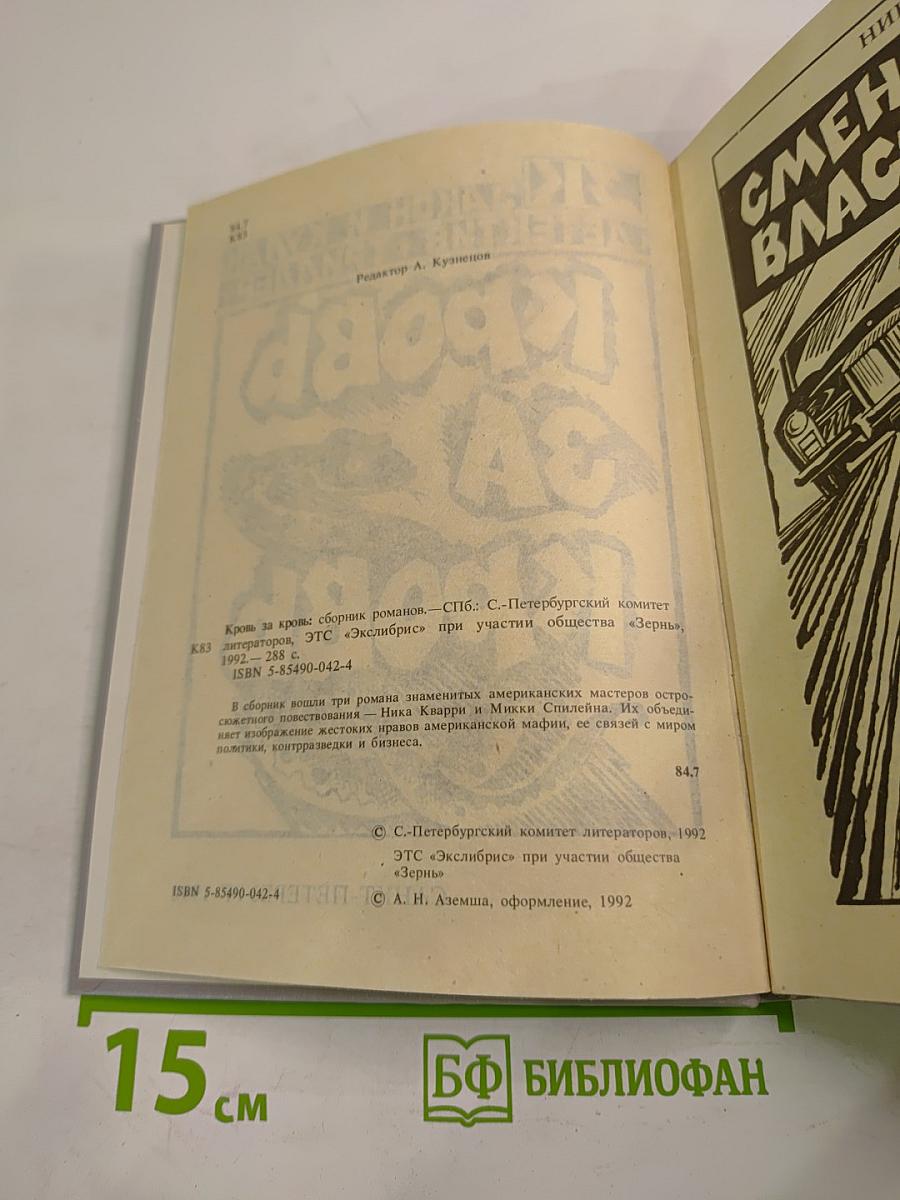 84.7
К83
Редактор А. Кузнецов
КРОВЬ
ЗА
КРОВЬ
Кровь за кровь: сборник романов.—СПб.: С.-Петербургский комитет
К83 литераторов, ЭТС «Экслибрис» при участии общества «Зернь»,
1992.— 288 с.
ISBN 5-85490-042-4
В сборник вошли три романа знаменитых американских мастеров остро-
сюжетного повествования — Ника Кварри и Микки Спилейна. Их объеди-
няет изображение жестоких нравов американской мафии, ее связей с миром
политики, контрразведки и бизнеса.
84.7
© С.-Петербургский комитет литераторов, 1992
ЭТС «Экслибрис» при участии общества
«Зернь»
ISBN 5-85490-042-4
© А. Н. Аземша, оформление, 1992
НИК
СМЕН
ВЛАС
15 см
БФ БИБЛИОФАН